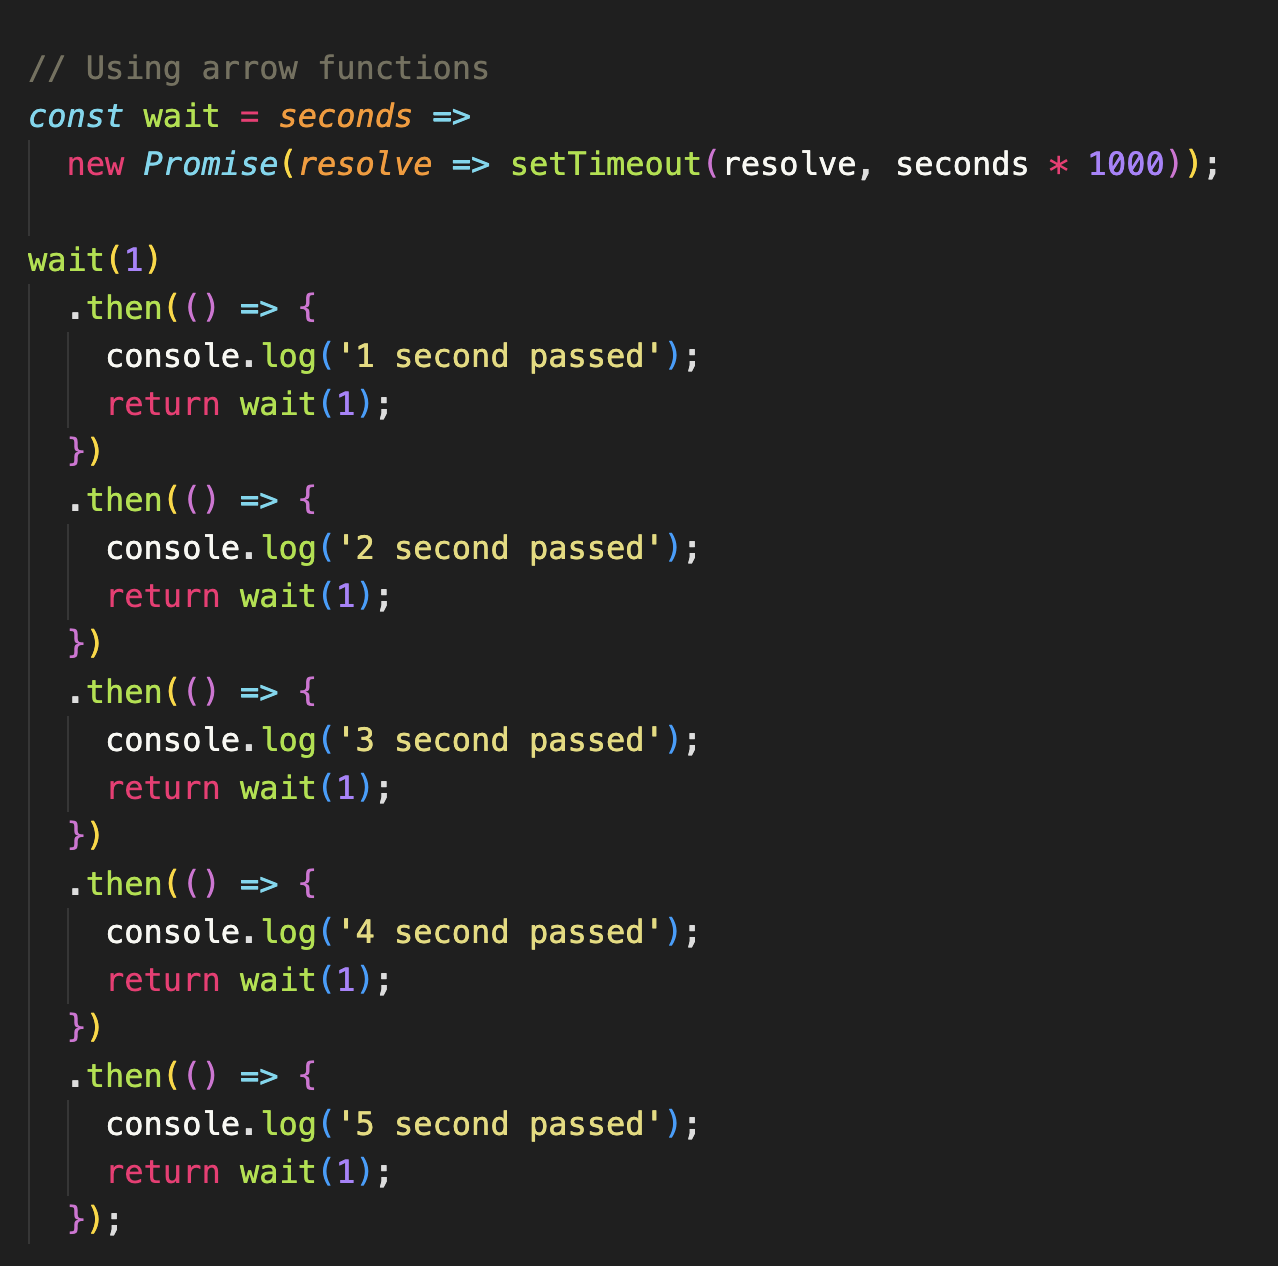 // Using arrow functions
const wait = seconds =>
  new Promise(resolve => setTimeout(resolve, seconds * 1000));

wait(1)
  .then(() => {
    console.log('1 second passed');
    return wait(1);
  })
  .then(() => {
    console.log('2 second passed');
    return wait(1);
  })
  .then(() => {
    console.log('3 second passed');
    return wait(1);
  })
  .then(() => {
    console.log('4 second passed');
    return wait(1);
  })
  .then(() => {
    console.log('5 second passed');
    return wait(1);
  });